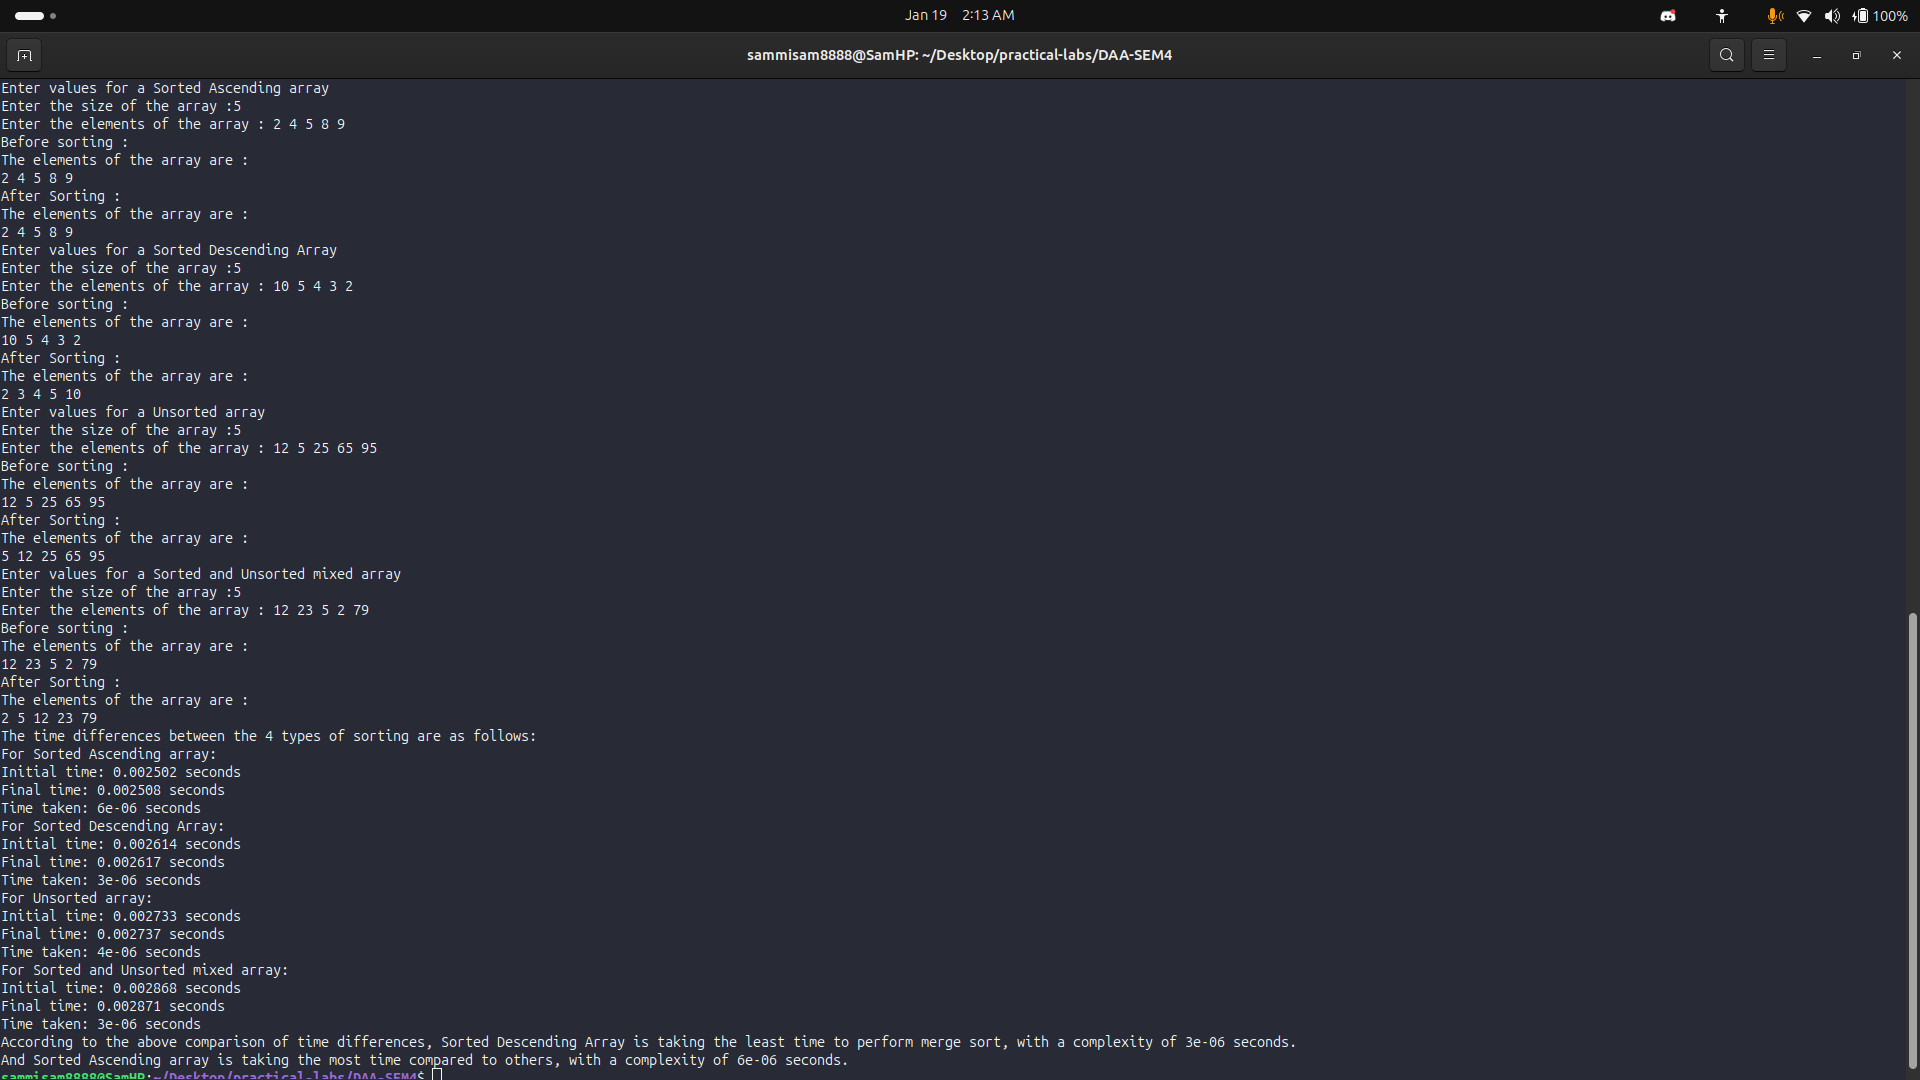 Jan 19 2:13 AM
100%
sammisam8888@SamHP: ~/Desktop/practical-labs/DAA-SEM4
Enter values for a Sorted Ascending array
Enter the size of the array :5
Enter the elements of the array : 2 4 5 8 9
Before sorting :
The elements of the array are :
2 4 5 8 9
After Sorting :
The elements of the array are :
2 4 5 8 9
Enter values for a Sorted Descending Array
Enter the size of the array :5
Enter the elements of the array : 10 5 4 3 2
Before sorting :
The elements of the array are :
10 5 4 3 2
After Sorting :
The elements of the array are :
2 3 4 5 10
Enter values for a Unsorted array
Enter the size of the array :5
Enter the elements of the array : 12 5 25 65 95
Before sorting :
The elements of the array are :
12 5 25 65 95
After Sorting :
The elements of the array are :
5 12 25 65 95
Enter values for a Sorted and Unsorted mixed array
Enter the size of the array :5
Enter the elements of the array : 12 23 5 2 79
Before sorting :
The elements of the array are :
12 23 5 2 79
After Sorting :
The elements of the array are :
2 5 12 23 79
The time differences between the 4 types of sorting are as follows:
For Sorted Ascending array:
Initial time: 0.002502 seconds
Final time: 0.002508 seconds
Time taken: 6e-06 seconds
For Sorted Descending Array:
Initial time: 0.002614 seconds
Final time: 0.002617 seconds
Time taken: 3e-06 seconds
For Unsorted array:
Initial time: 0.002733 seconds
Final time: 0.002737 seconds
Time taken: 4e-06 seconds
For Sorted and Unsorted mixed array:
Initial time: 0.002868 seconds
Final time: 0.002871 seconds
Time taken: 3e-06 seconds
According to the above comparison of time differences, Sorted Descending Array is taking the least time to perform merge sort, with a complexity of 3e-06 seconds.
And Sorted Ascending array is taking the most time compared to others, with a complexity of 6e-06 seconds.
sammisam8888@SamHP:~/Desktop/practical-labs/DAA-SEM4$